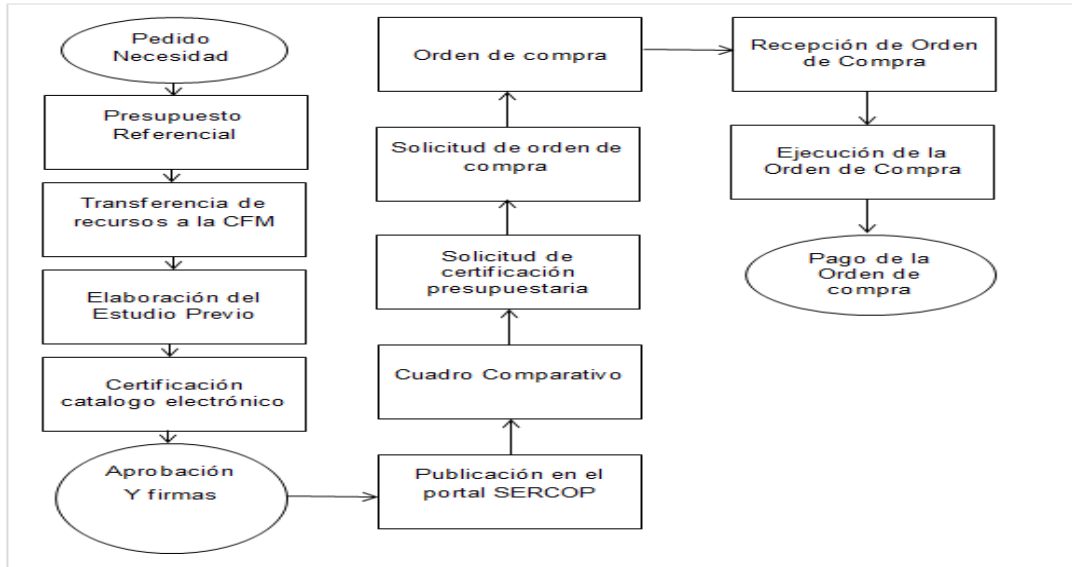 Pedido
Necesidad
Presupuesto
Referencial
Transferencia de
recursos a la CFM
Elaboración del
Estudio Previo
Certificación
catalogo electrónico
Aprobación
Y firmas
Publicación en el
portal SERCOP
Cuadro Comparativo
Solicitud de
certificación
presupuestaria
Solicitud de orden de
compra
Orden de compra
Recepción de Orden
de Compra
Ejecución de la
Orden de Compra
Pago de la
Orden de
compra